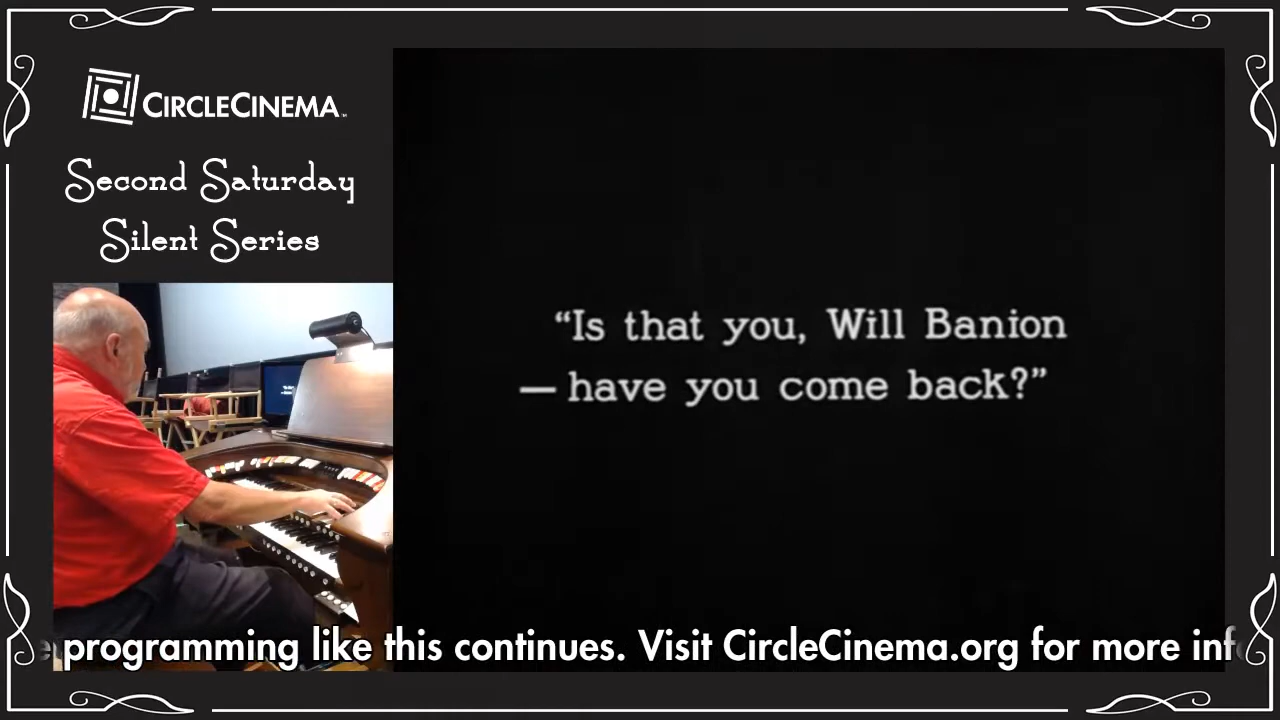 CIRCLECINEMA
Second Saturday
Silent Series
“Is that you, Will Banion
— have you come back?”
programming like this continues. Visit CircleCinema.org for more inf